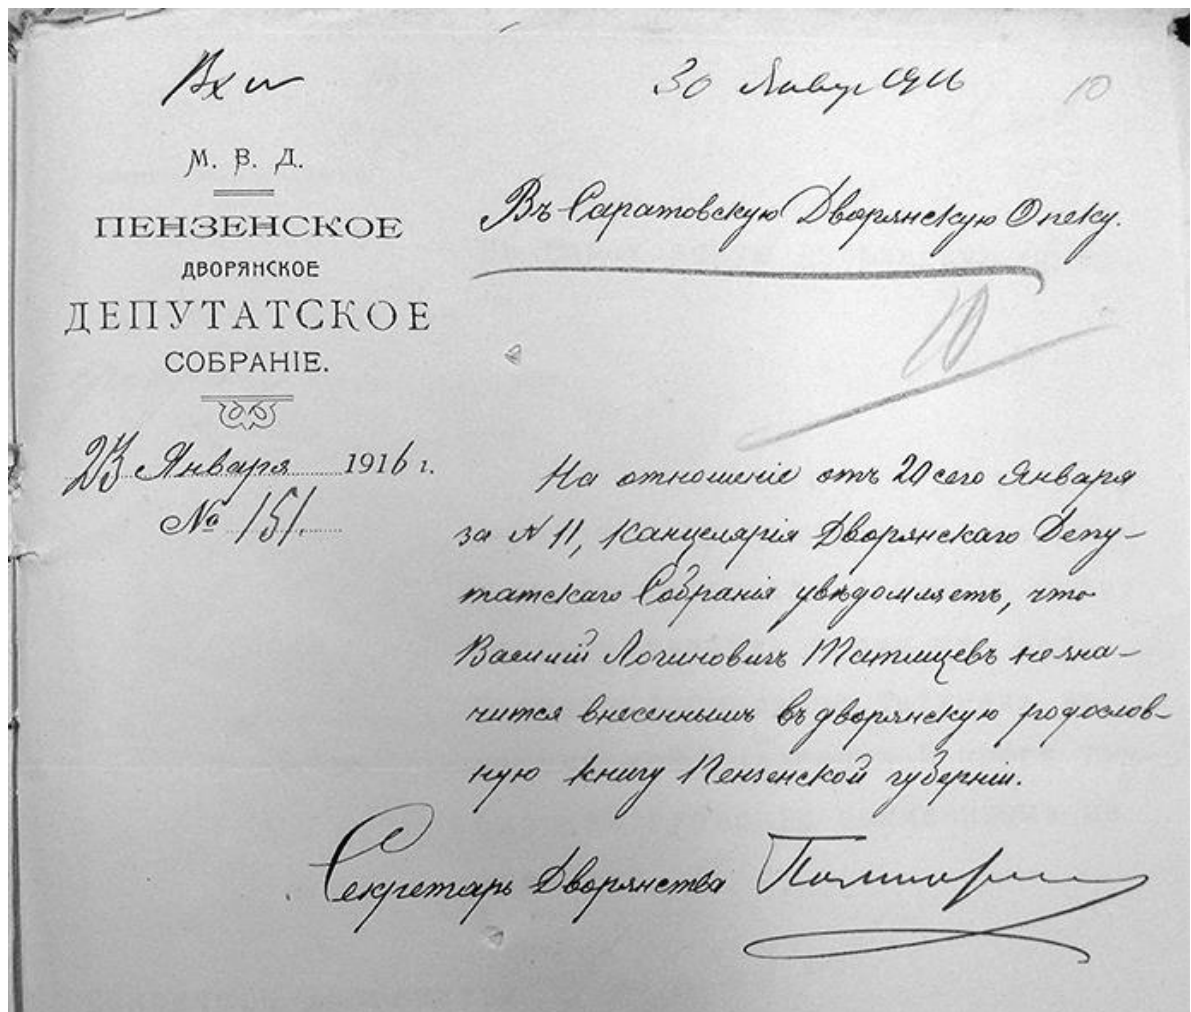 Вх
30 Январ 1916
10
М. В. Д.
ПЕНЗЕНСКОЕ
ДВОРЯНСКОЕ
ДЕПУТАТСКОЕ
СОБРАНІЕ.
23 Января 1916 г.
№ 151.
Въ Саратовскую Дворянскую Опеку.
10
На отношеніе отъ 20 сего Января
за N 11, Канцелярія Дворянскаго Депу-
татскаго Собранія увѣдомляетъ, что
Василій Логиновичъ Татищевъ не зна-
чится внесеннымъ въ дворянскую родослов-
ную книгу Пензенской губерніи.
Секретарь Дворянства